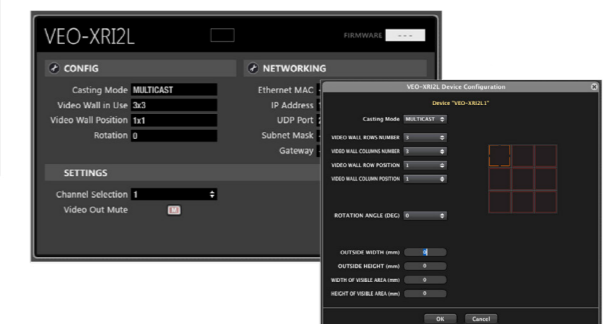 VEO-XRI2L
FIRMWARE ---
CONFIG
Casting Mode MULTICAST
Video Wall in Use 3x3
Video Wall Position 1x1
Rotation 0
NETWORKING
Ethernet MAC
IP Address
UDP Port
Subnet Mask
Gateway
SETTINGS
Channel Selection 1
Video Out Mute
VEO-XRI2L Device Configuration
Device "VEO-XRI2L1"
Casting Mode MULTICAST
VIDEO WALL ROWS NUMBER 3
VIDEO WALL COLUMNS NUMBER 3
VIDEO WALL ROW POSITION 1
VIDEO WALL COLUMN POSITION 1
ROTATION ANGLE (DEG) 0
OUTSIDE WIDTH (mm) 0
OUTSIDE HEIGHT (mm) 0
WIDTH OF VISIBLE AREA (mm) 0
HEIGHT OF VISIBLE AREA (mm) 0
OK Cancel